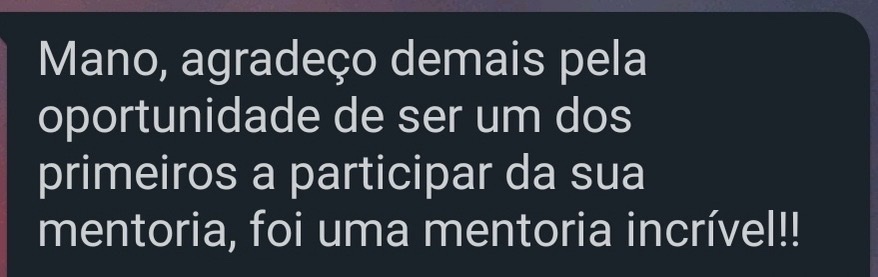 Mano, agradeço demais pela
oportunidade de ser um dos
primeiros a participar da sua
mentoria, foi uma mentoria incrível!!